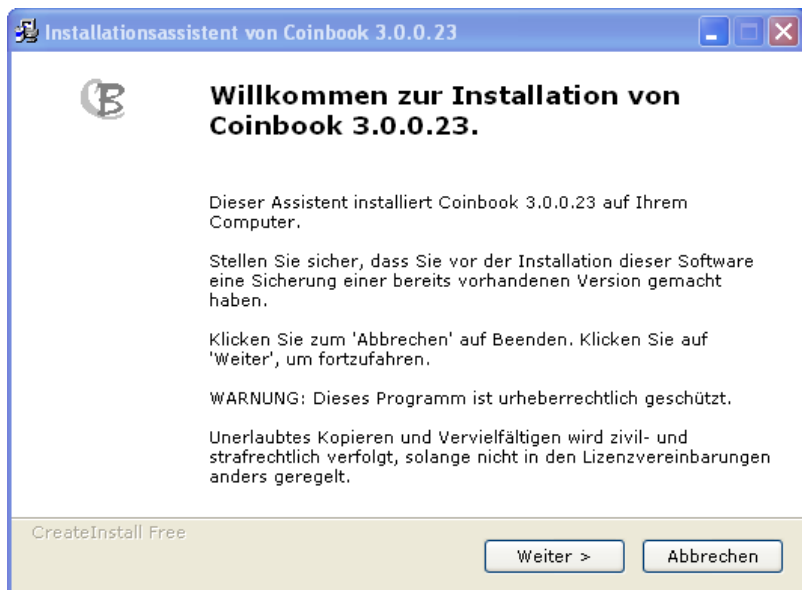 Installationsassistent von Coinbook 3.0.0.23
CB
Willkommen zur Installation von
Coinbook 3.0.0.23.
Dieser Assistent installiert Coinbook 3.0.0.23 auf Ihrem
Computer.
Stellen Sie sicher, dass Sie vor der Installation dieser Software
eine Sicherung einer bereits vorhandenen Version gemacht
haben.
Klicken Sie zum 'Abbrechen' auf Beenden. Klicken Sie auf
'Weiter', um fortzufahren.
WARNUNG: Dieses Programm ist urheberrechtlich geschützt.
Unerlaubtes Kopieren und Vervielfältigen wird zivil- und
strafrechtlich verfolgt, solange nicht in den Lizenzvereinbarungen
anders geregelt.
CreateInstall Free
Weiter > Abbrechen